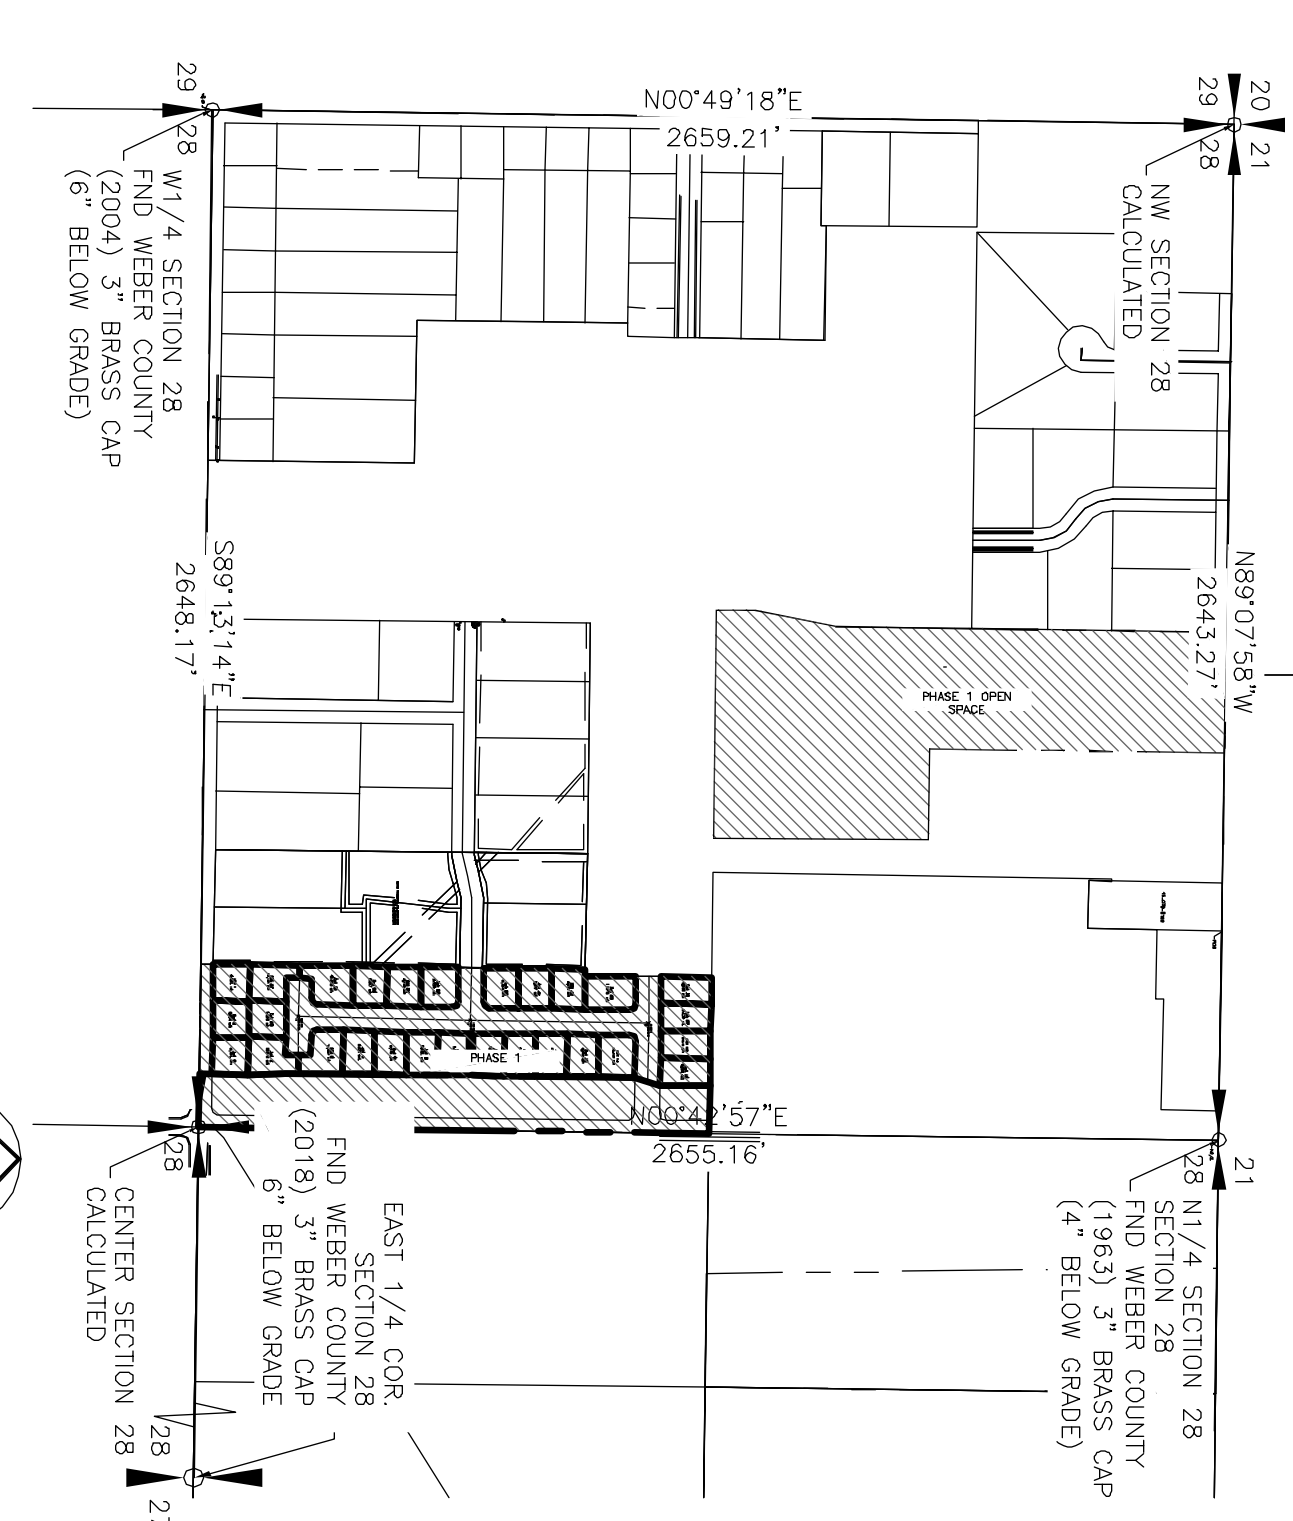 N00°49'18"E
2659.21'
29
28
20
29
21
28
NW SECTION 28
CALCULATED
W1/4 SECTION 28
FND WEBER COUNTY
(2004) 3" BRASS CAP
(6" BELOW GRADE)
S89°13'14"E
2648.17'
N89°07'58"W
2643.27'
PHASE 1 OPEN
SPACE
PHASE 1
N00°42'57"E
2655.16'
28
CENTER SECTION 28
CALCULATED
EAST 1/4 COR.
SECTION 28
FND WEBER COUNTY
(2018) 3" BRASS CAP
6" BELOW GRADE
21
28
N1/4 SECTION 28
SECTION 28
FND WEBER COUNTY
(1963) 3" BRASS CAP
(4" BELOW GRADE)
28